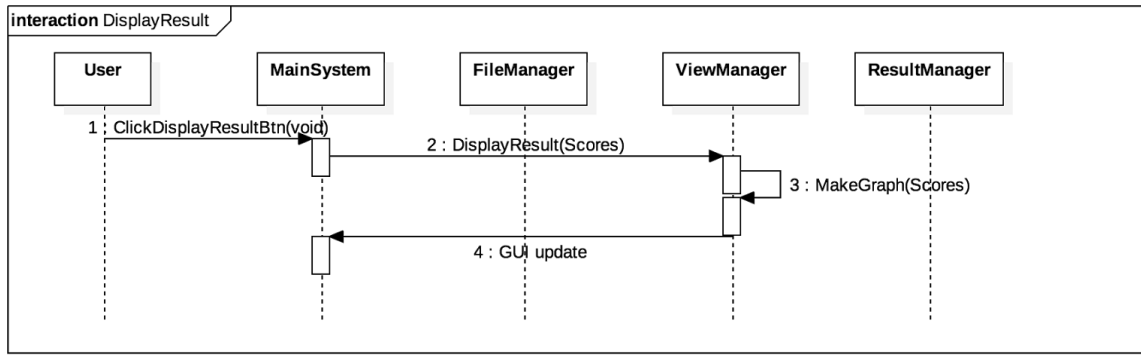 interaction DisplayResult
User
MainSystem
FileManager
ViewManager
ResultManager
1 : ClickDisplayResultBtn(void)
2 : DisplayResult(Scores)
3 : MakeGraph(Scores)
4 : GUI update